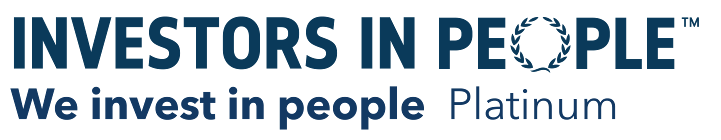 INVESTORS IN PEOPLE™
We invest in people Platinum